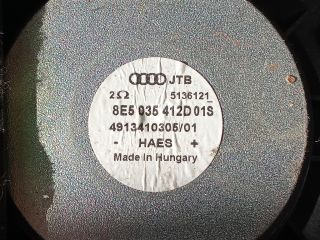 JTB
2Ω 5136121
8E5 035 412D 01S
4913410305/01
- HAES +
Made in Hungary